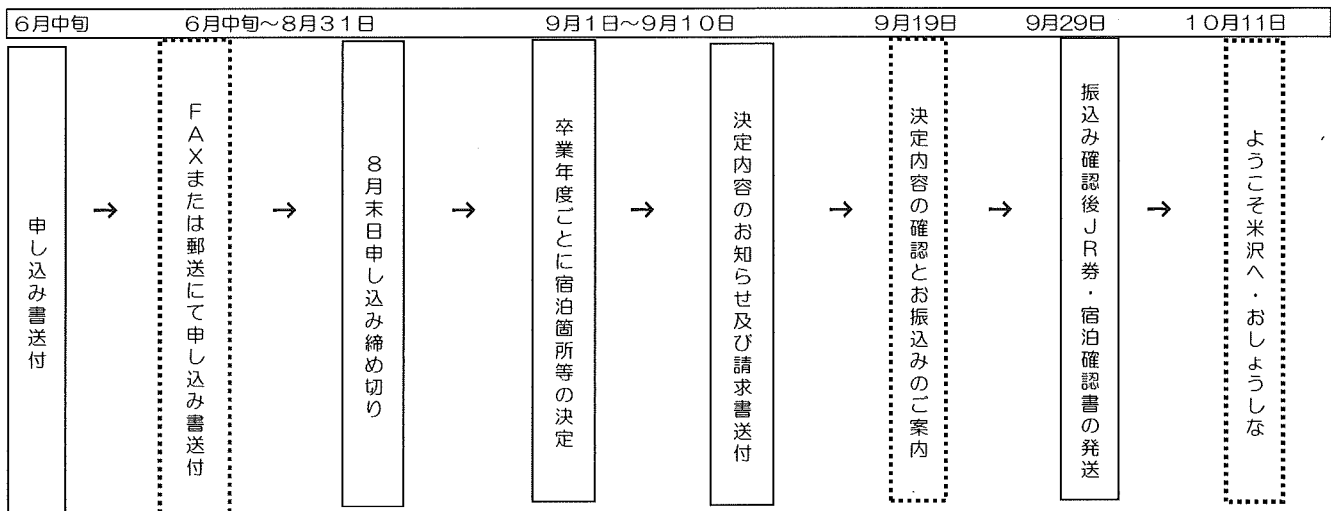 6月中旬 6月中旬～8月31日 9月1日～9月10日 9月19日 9月29日 10月11日
申し込み書送付
→
FAXまたは郵送にて申し込み書送付
→
8月末日申し込み締め切り
→
卒業年度ごとに宿泊箇所等の決定
→
決定内容のお知らせ及び請求書送付
→
決定内容の確認とお振込みのご案内
→
振込み確認後JR券・宿泊確認書の発送
→
ようこそ米沢へ・おしょうしな